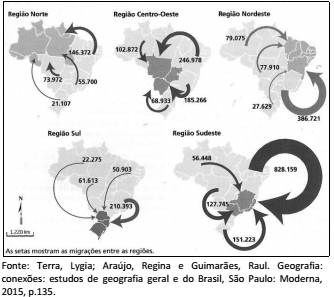 Região Norte
Região Centro-Oeste
Região Nordeste
146.372
73.972
55.700
21.107
102.872
246.978
68.933
185.266
79.075
77.910
27.629
386.721
Região Sul
Região Sudeste
22.275
50.903
61.613
210.393
56.448
828.159
127.745
151.223
N
1.220 km
As setas mostram as migrações entre as regiões.
Fonte: Terra, Lygia; Araújo, Regina e Guimarães, Raul. Geografia:
conexões: estudos de geografia geral e do Brasil, São Paulo: Moderna,
2015, p.135.